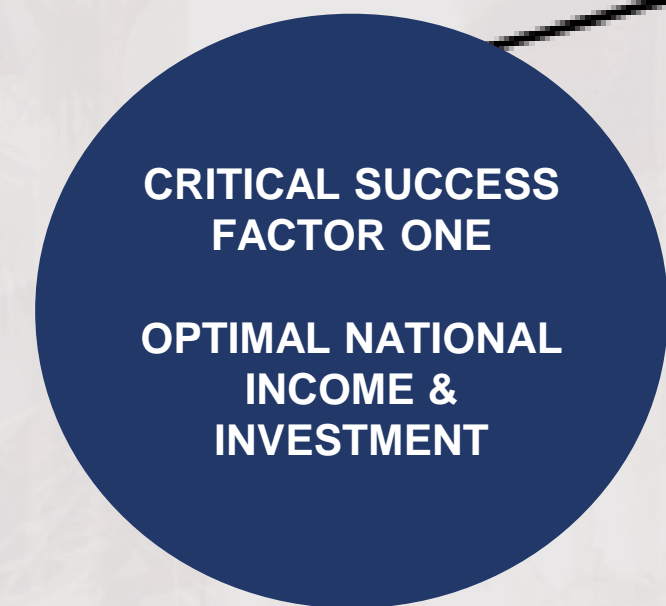 CRITICAL SUCCESS
FACTOR ONE
OPTIMAL NATIONAL
INCOME &
INVESTMENT